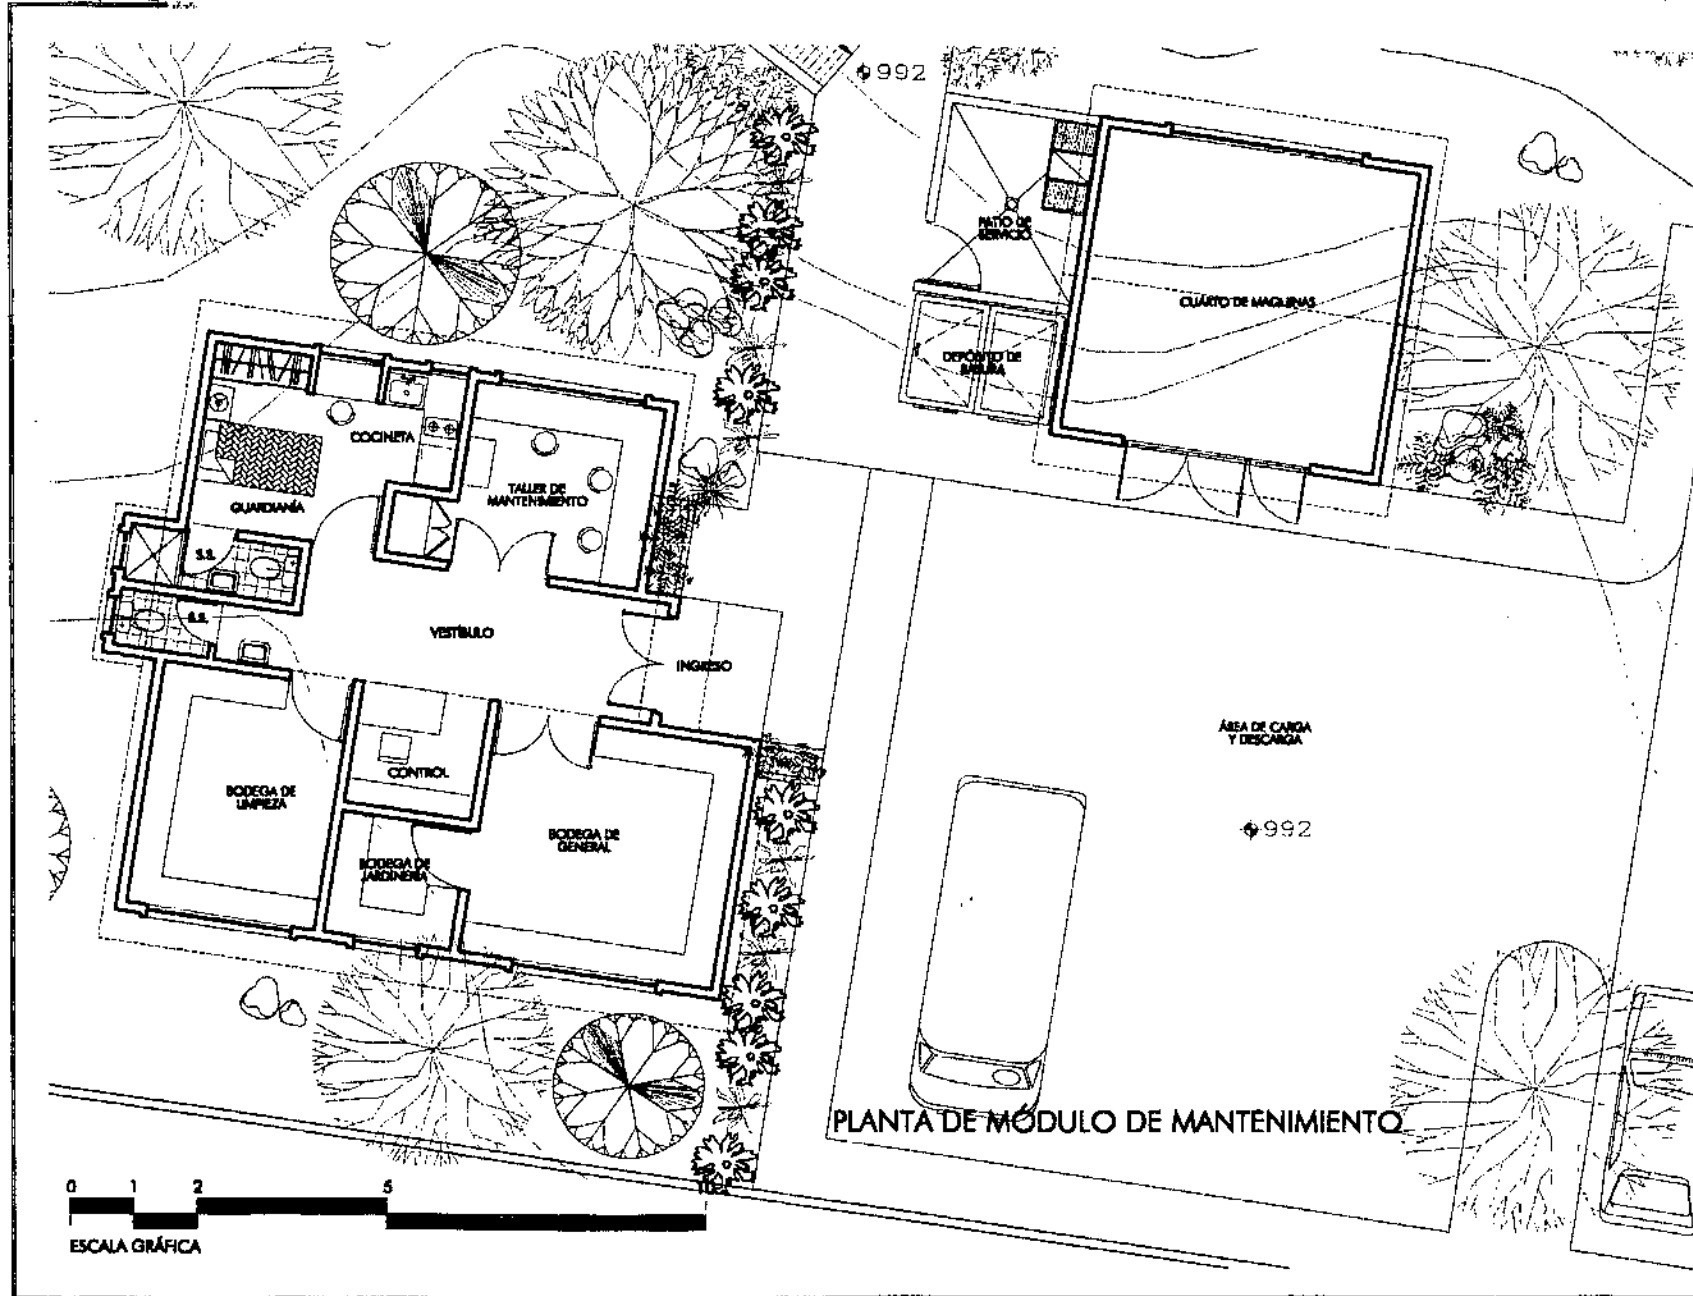 992
PATIO DE
SERVICIO
CUARTO DE MAQUINAS
DEPÓSITO DE
BASURA
COCINETA
TALLER DE
MANTENIMIENTO
GUARDIANÍA
S.S.
S.S.
VESTÍBULO
INGRESO
ÁREA DE CARGA
Y DESCARGA
CONTROL
BODEGA DE
LIMPIEZA
BODEGA DE
GENERAL
992
BODEGA DE
JARDINERÍA
PLANTA DE MÓDULO DE MANTENIMIENTO
0 1 2 5 10
ESCALA GRÁFICA